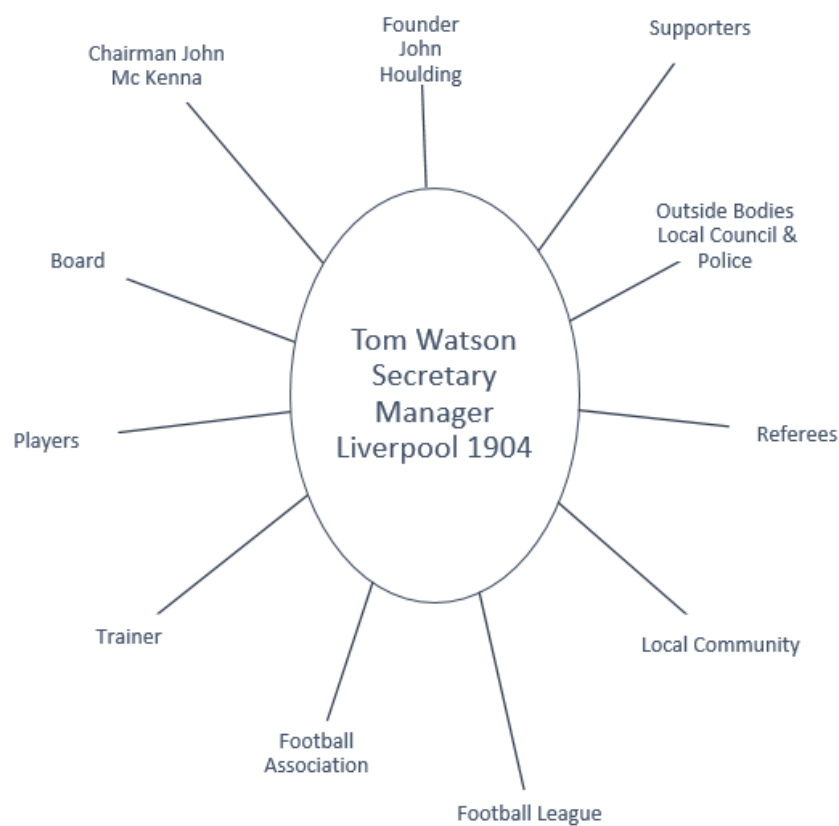 Founder
John
Houlding
Supporters
Chairman John
Mc Kenna
Outside Bodies
Local Council &
Police
Board
Tom Watson
Secretary
Manager
Liverpool 1904
Players
Referees
Trainer
Local Community
Football
Association
Football League